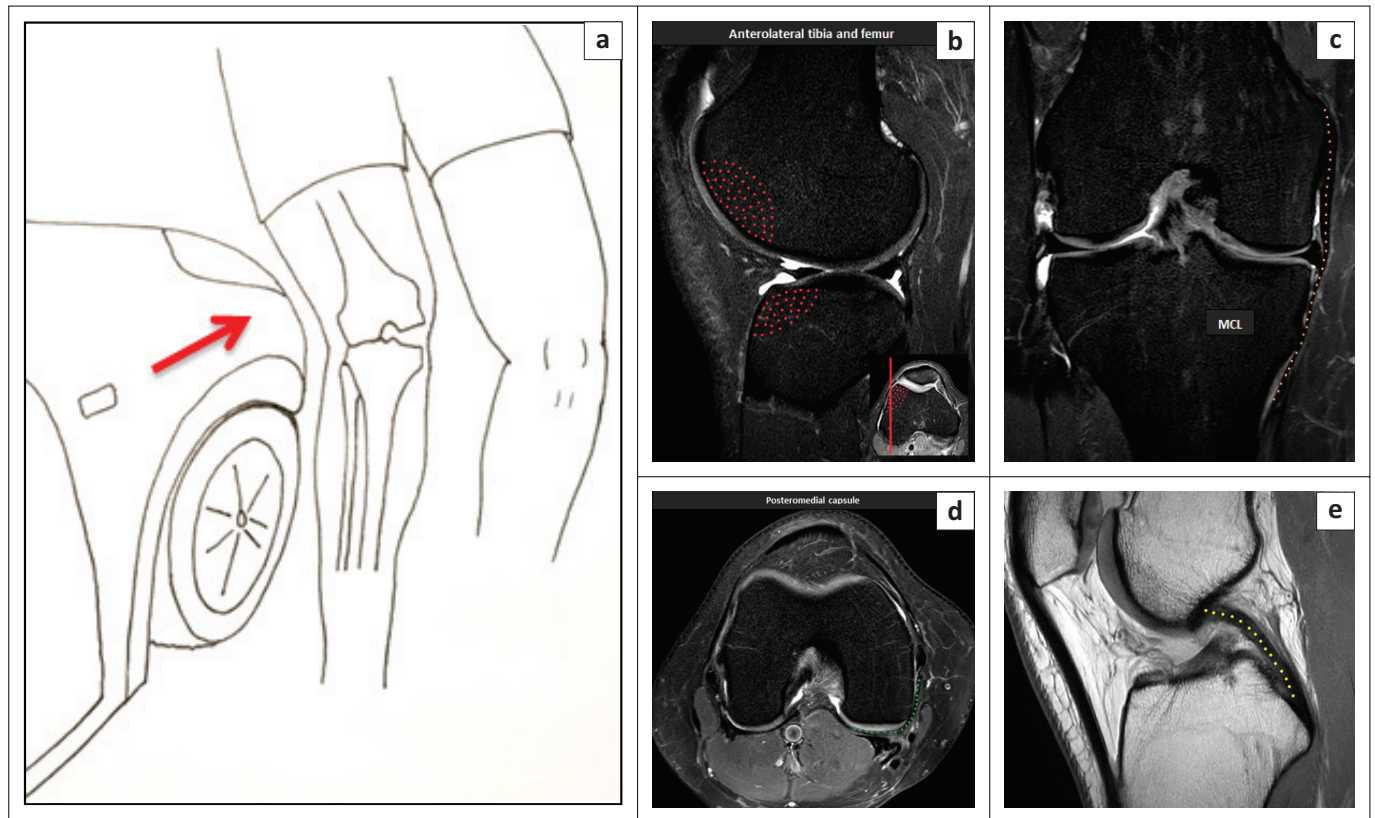 a
Anterolateral tibia and femur
b
c
MCL
Posteromedial capsule
d
e